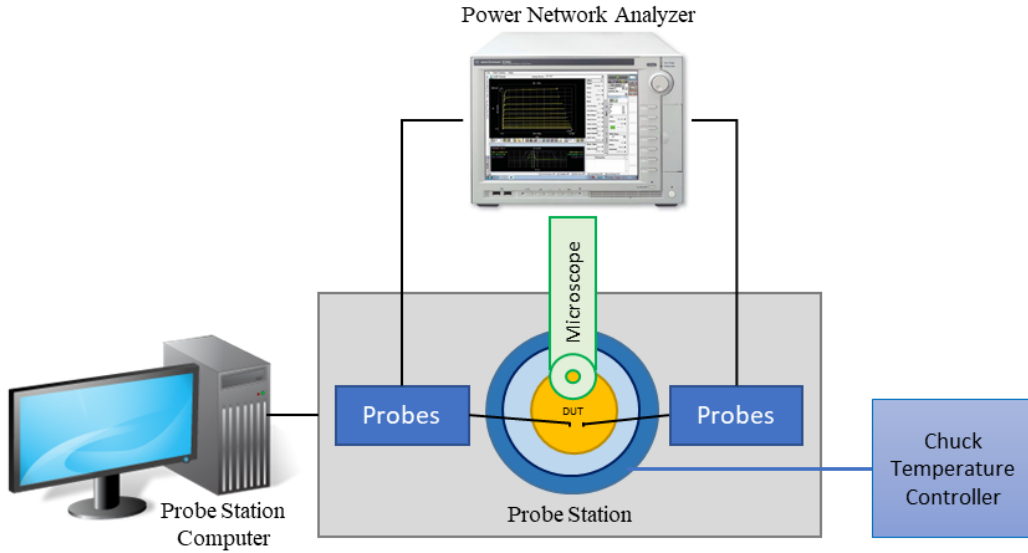 Power Network Analyzer
Microscope
Probes
DUT
Probes
Chuck
Temperature
Controller
Probe Station
Computer
Probe Station